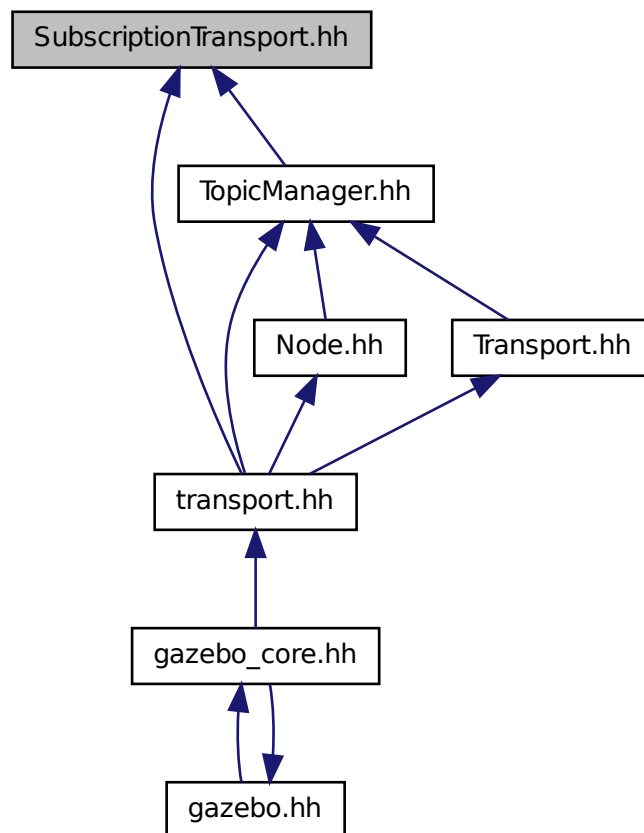 SubscriptionTransport.hh
TopicManager.hh
Node.hh
Transport.hh
transport.hh
gazebo_core.hh
gazebo.hh